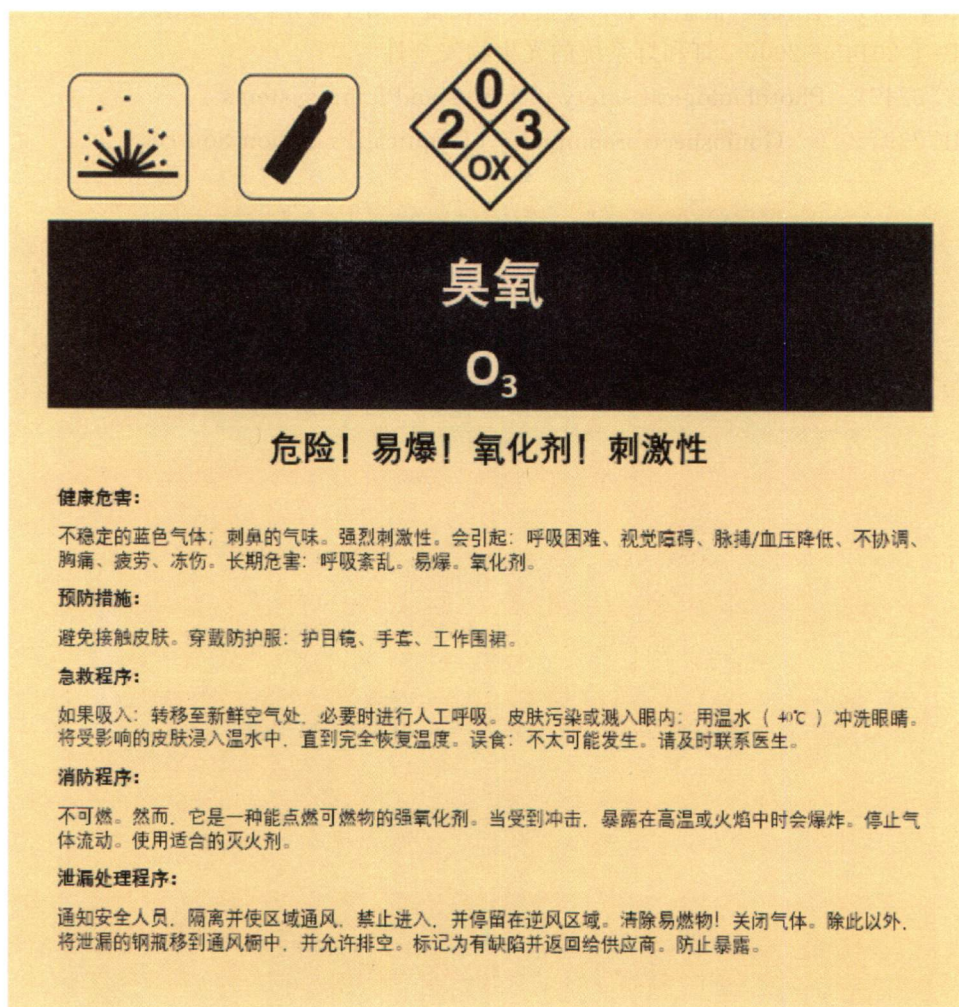 0
2 3
OX
臭氧
O₃
危险！易爆！氧化剂！刺激性
健康危害：
不稳定的蓝色气体；刺鼻的气味。强烈刺激性。会引起：呼吸困难、视觉障碍、脉搏/血压降低、不协调、
胸痛、疲劳、冻伤。长期危害：呼吸紊乱。易爆。氧化剂。
预防措施：
避免接触皮肤。穿戴防护服：护目镜、手套、工作围裙。
急救程序：
如果吸入：转移至新鲜空气处，必要时进行人工呼吸。皮肤污染或溅入眼内：用温水（40℃）冲洗眼睛。
将受影响的皮肤浸入温水中，直到完全恢复温度。误食：不太可能发生。请及时联系医生。
消防程序：
不可燃。然而，它是一种能点燃可燃物的强氧化剂。当受到冲击，暴露在高温或火焰中时会爆炸。停止气
体流动。使用适合的灭火剂。
泄漏处理程序：
通知安全人员，隔离并使区域通风，禁止进入，并停留在逆风区域。清除易燃物！关闭气体。除此以外，
将泄漏的钢瓶移到通风橱中，并允许排空。标记为有缺陷并返回给供应商。防止暴露。